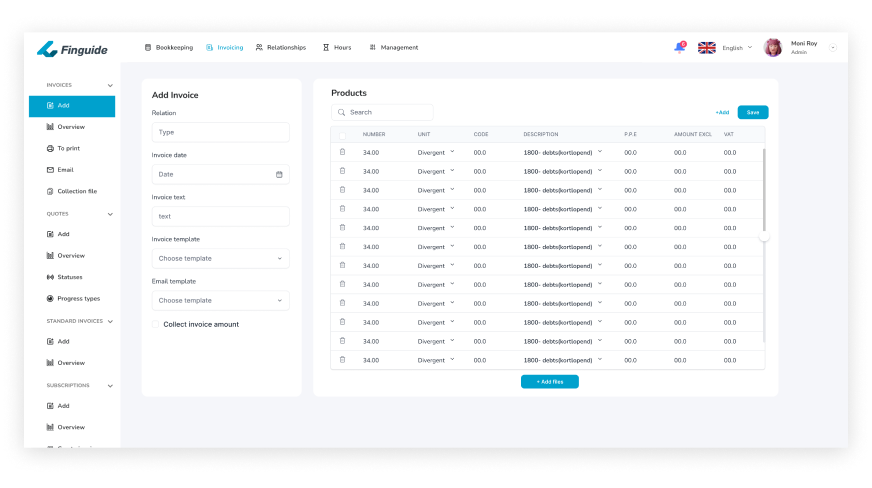 Finguide
Bookkeeping Invoicing Relationships Hours Management
6
English
Moni Roy
Admin
INVOICES
Add
Overview
To print
Email
Collection file
QUOTES
Add
Overview
Statuses
Progress types
STANDARD INVOICES
Add
Overview
SUBSCRIPTIONS
Add
Overview
Add Invoice
Relation
Type
Invoice date
Date
Invoice text
text
Invoice template
Choose template
Email template
Choose template
Collect invoice amount
Products
Search
+Add Save
NUMBER UNIT CODE DESCRIPTION P.P.E AMOUNT EXCL VAT
34.00 Divergent 00.0 1800- debts(kortlopend) 00.0 00.0 00.0
34.00 Divergent 00.0 1800- debts(kortlopend) 00.0 00.0 00.0
34.00 Divergent 00.0 1800- debts(kortlopend) 00.0 00.0 00.0
34.00 Divergent 00.0 1800- debts(kortlopend) 00.0 00.0 00.0
34.00 Divergent 00.0 1800- debts(kortlopend) 00.0 00.0 00.0
34.00 Divergent 00.0 1800- debts(kortlopend) 00.0 00.0 00.0
34.00 Divergent 00.0 1800- debts(kortlopend) 00.0 00.0 00.0
34.00 Divergent 00.0 1800- debts(kortlopend) 00.0 00.0 00.0
34.00 Divergent 00.0 1800- debts(kortlopend) 00.0 00.0 00.0
34.00 Divergent 00.0 1800- debts(kortlopend) 00.0 00.0 00.0
34.00 Divergent 00.0 1800- debts(kortlopend) 00.0 00.0 00.0
34.00 Divergent 00.0 1800- debts(kortlopend) 00.0 00.0 00.0
+ Add files